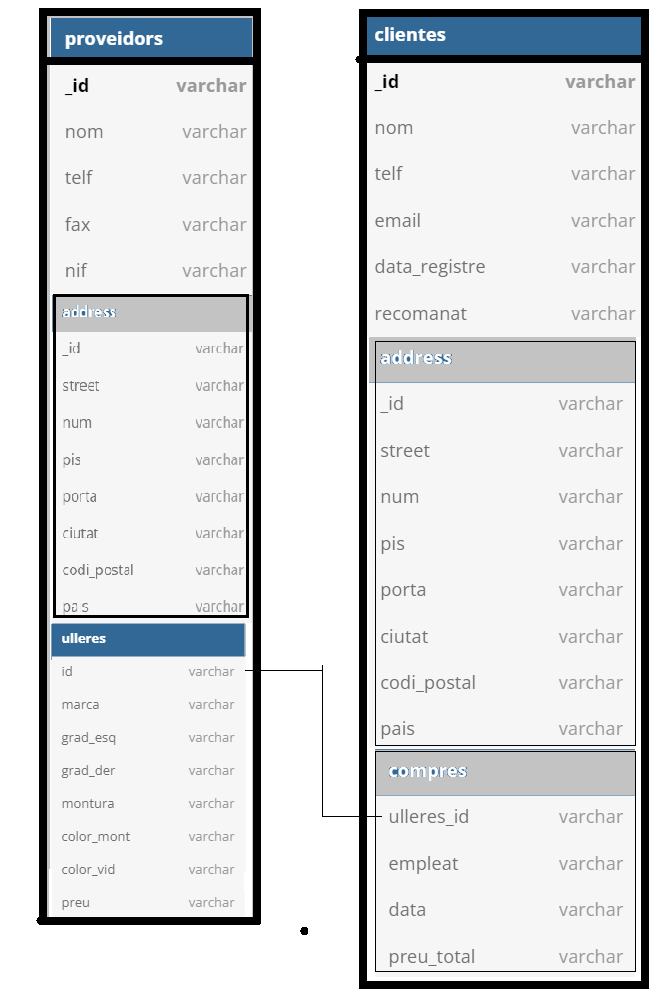 proveidors
_id varchar
nom varchar
telf varchar
fax varchar
nif varchar
address
_id varchar
street varchar
num varchar
pis varchar
porta varchar
ciutat varchar
codi_postal varchar
pa s varchar
ulleres
id varchar
marca varchar
grad_esq varchar
grad_der varchar
montura varchar
color_mont varchar
color_vid varchar
preu varchar
clientes
_id varchar
nom varchar
telf varchar
email varchar
data_registre varchar
recomanat varchar
address
_id varchar
street varchar
num varchar
pis varchar
porta varchar
ciutat varchar
codi_postal varchar
pais varchar
compres
ulleres_id varchar
empleat varchar
data varchar
preu_total varchar